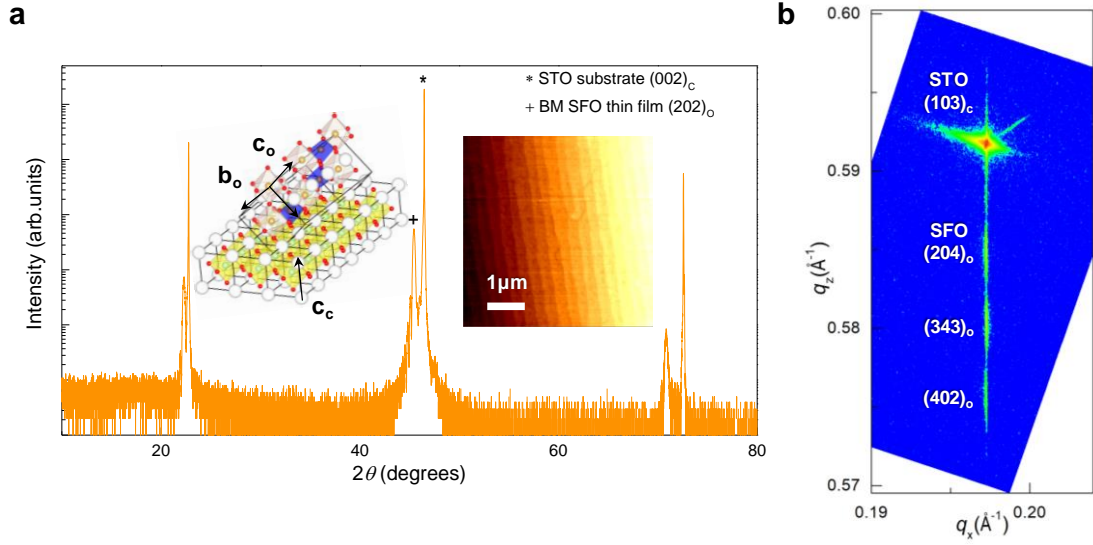 a
* STO substrate (002)C
+ BM SFO thin film (202)O
*
co
bo
+
cc
1µm
Intensity (arb.units)
20
40
60
80
2θ (degrees)
b
0.60
0.59
0.58
0.57
qz(Å-1)
STO
(103)c
SFO
(204)o
(343)o
(402)o
0.19
0.20
qx(Å-1)